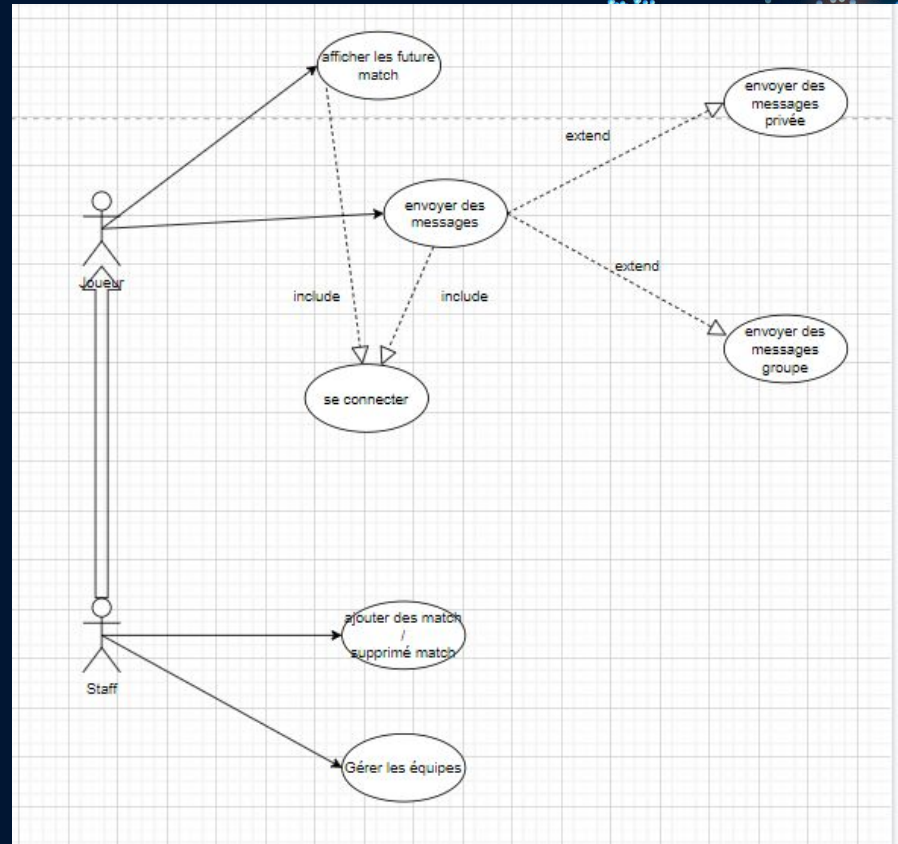 afficher les future
match
envoyer des
messages
privée
extend
envoyer des
messages
Joueur
extend
include
include
envoyer des
messages
groupe
se connecter
ajouter des match
/
supprimé match
Staff
Gérer les équipes